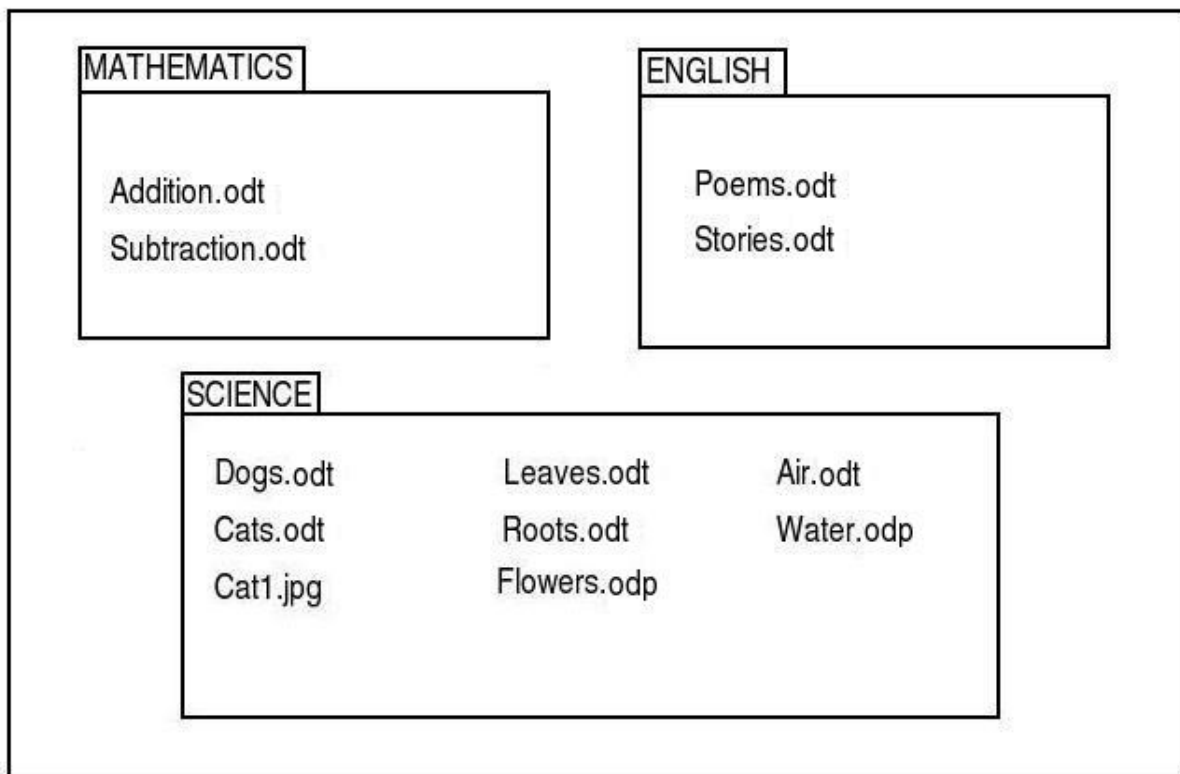 MATHEMATICS
Addition.odt
Subtraction.odt
ENGLISH
Poems.odt
Stories.odt
SCIENCE
Dogs.odt Leaves.odt Air.odt
Cats.odt Roots.odt Water.odp
Cat1.jpg Flowers.odp